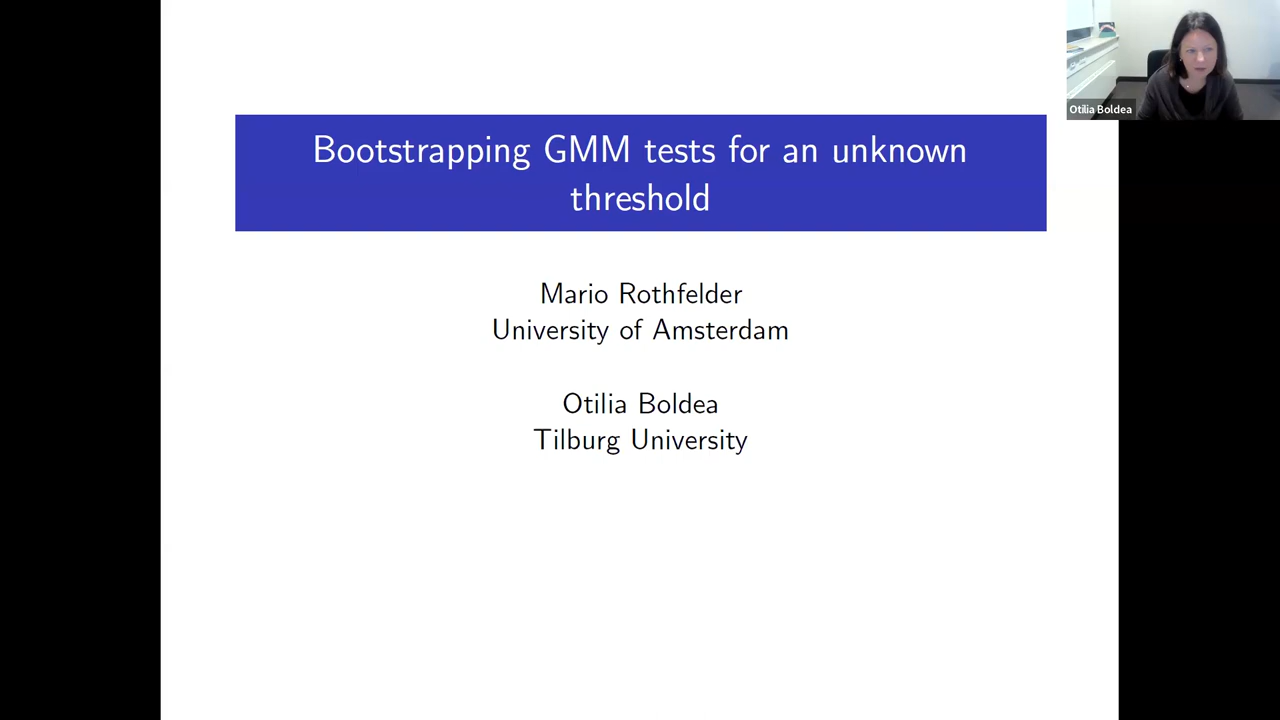 Bootstrapping GMM tests for an unknown
threshold
Mario Rothfelder
University of Amsterdam
Otilia Boldea
Tilburg University
Otilia Boldea